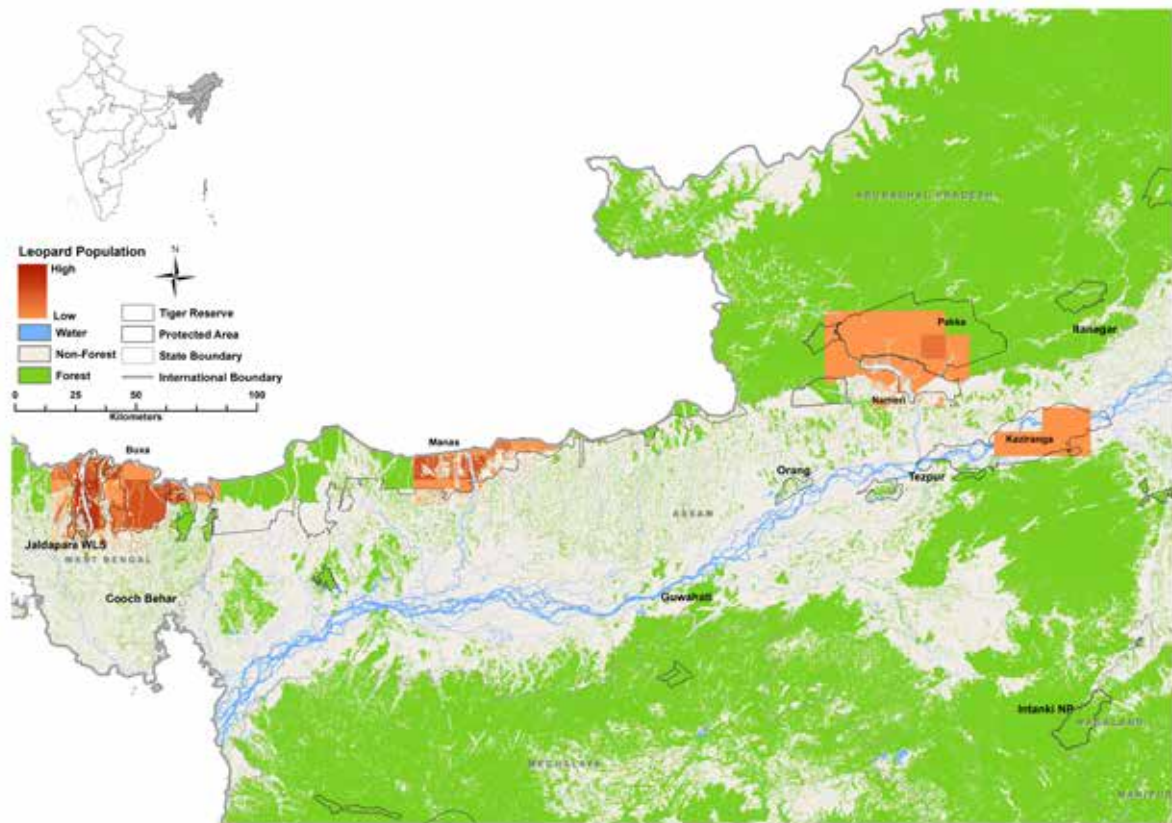 Leopard Population
High
Low
Water
Non-Forest
Forest
Tiger Reserve
Protected Area
State Boundary
International Boundary
N
0 25 50 100
Kilometers
ARUNACHAL PRADESH
Pakke
Itanagar
Nameri
Kaziranga
Buxa
Manas
Orang
Tezpur
ASSAM
Jaldapara WLS
WEST BENGAL
Cooch Behar
Guwahati
Intanki NP
NAGALAND
MEGHALAYA
MANIPUR